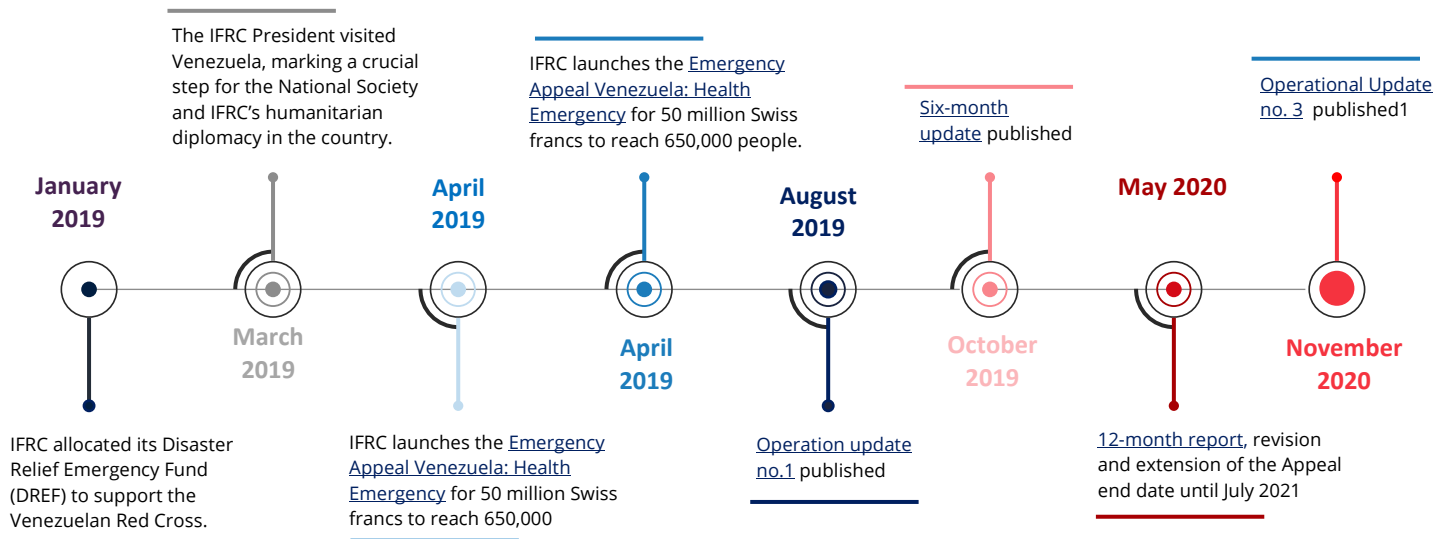 The IFRC President visited
Venezuela, marking a crucial
step for the National Society
and IFRC's humanitarian
diplomacy in the country.
IFRC launches the Emergency
Appeal Venezuela: Health
Emergency for 50 million Swiss
francs to reach 650,000 people.
Six-month
update published
Operational Update
no. 3 published1
January
2019
April
2019
August
2019
May 2020
March
2019
April
2019
October
2019
November
2020
IFRC allocated its Disaster
Relief Emergency Fund
(DREF) to support the
Venezuelan Red Cross.
IFRC launches the Emergency
Appeal Venezuela: Health
Emergency for 50 million Swiss
francs to reach 650,000
Operation update
no.1 published
12-month report, revision
and extension of the Appeal
end date until July 2021